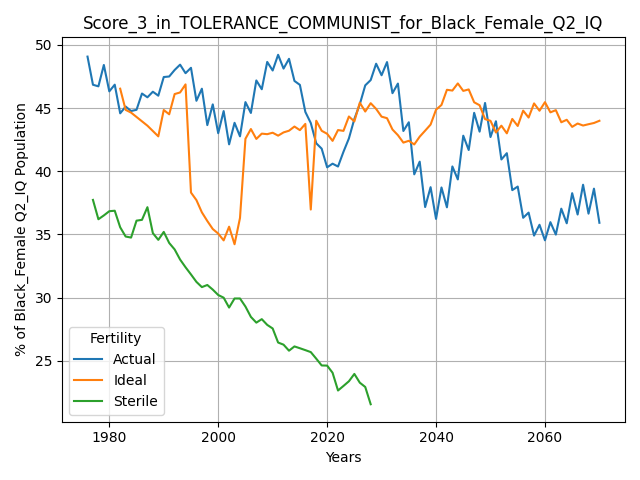 Score_3_in_TOLERANCE_COMMUNIST_for_Black_Female_Q2_IQ
% of Black_Female Q2_IQ Population
50
45
40
35
30
25
Fertility
Actual
Ideal
Sterile
1980
2000
2020
2040
2060
Years